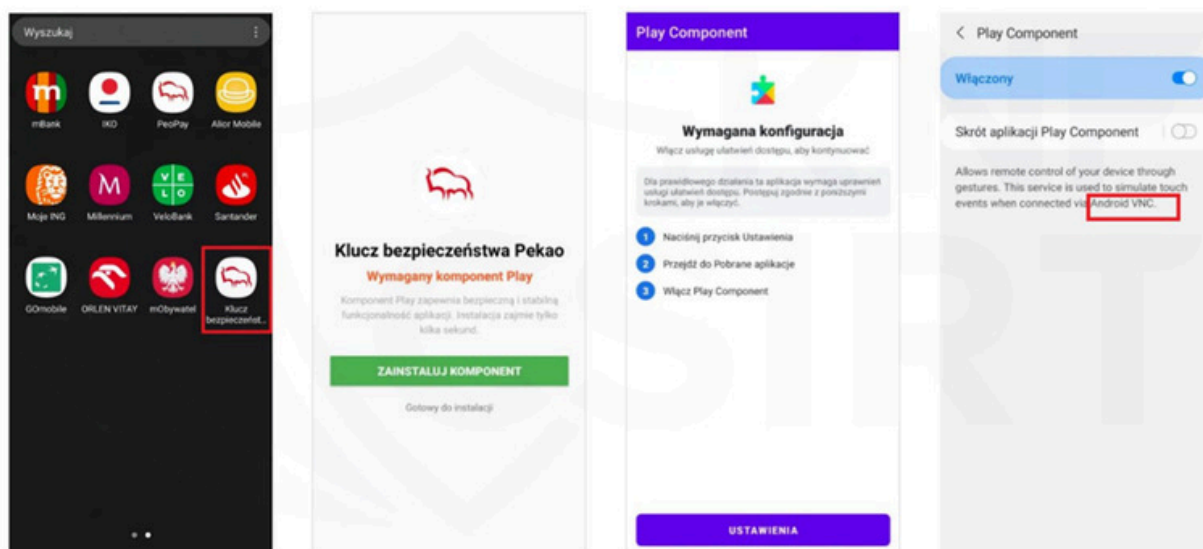 Wyszukaj
mBank
IKO
PeoPay
Alior Mobile
Moje ING
Millennium
VeloBank
Santander
GOmobile
ORLEN VITAY
mObywatel
Klucz
bezpieczeńst...
Klucz bezpieczeństwa Pekao
Wymagany komponent Play
Komponent Play zapewnia bezpieczną i stabilną
funkcjonalność aplikacji. Instalacja zajmie tylko
kilka sekund.
ZAINSTALUJ KOMPONENT
Gotowy do instalacji
Play Component
Wymagana konfiguracja
Włącz usługę ułatwień dostępu, aby kontynuować
Dla prawidłowego działania ta aplikacja wymaga uprawnień
usługi ułatwień dostępu. Postępuj zgodnie z poniższymi
krokami, aby je włączyć.
1 Naciśnij przycisk Ustawienia
2 Przejdź do Pobrane aplikacje
3 Włącz Play Component
USTAWIENIA
Play Component
Włączony
Skrót aplikacji Play Component
Allows remote control of your device through
gestures. This service is used to simulate touch
events when connected via Android VNC.